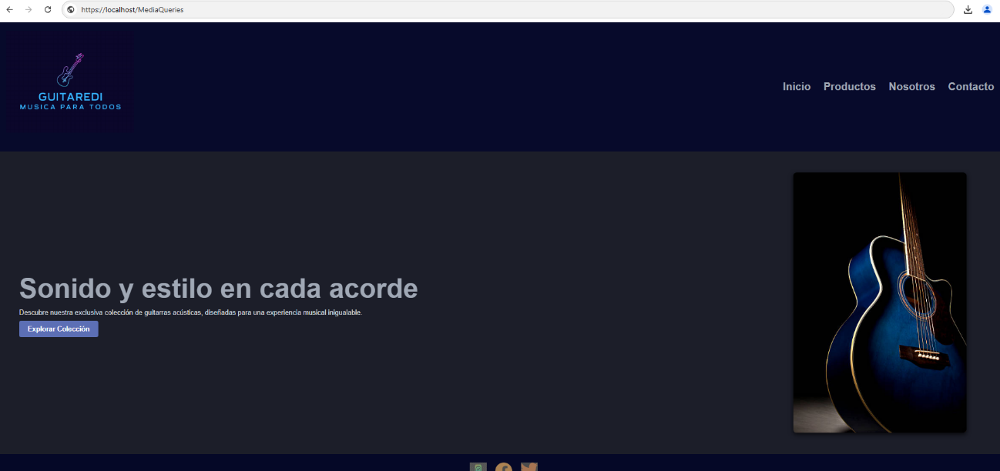 https://localhost/MediaQueries
GUITAREDI
MUSICA PARA TODOS
Inicio Productos Nosotros Contacto
Sonido y estilo en cada acorde
Descubre nuestra exclusiva colección de guitarras acústicas, diseñadas para una experiencia musical inigualable.
Explorar Colección